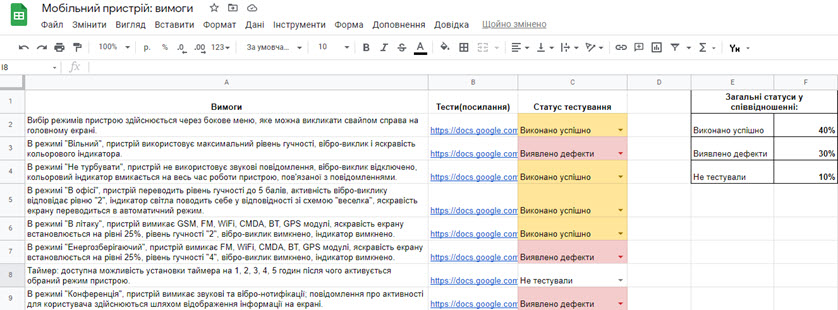 Мобільний пристрій: вимоги
Файл Змінити Вигляд Вставити Формат Дані Інструменти Форма Доповнення Довідка Щойно змінено
100% % .0 .00 123 За умовча... 10 B I S A
I8 fx
A B C D E F
1 Вимоги Тести(посилання) Статус тестування Загальні статуси у
співвідношенні:
2 Вибір режимів пристрою здійснюється через бокове меню, яке можна викликати свайпом справа на
головному екрані. https://docs.google.com Виконано успішно Виконано успішно 40%
3 В режимі "Вільний", пристрій використовує максимальний рівень гучності, вібро-виклик і яскравість
кольорового індикатора. https://docs.google.com Виявлено дефекти Виявлено дефекти 30%
4 В режимі "Не турбувати", пристрій не використовує звукові повідомлення, вібро-виклик відключено,
кольоровий індикатор вмикається на весь час роботи пристрою, пов'язаної з повідомленнями. https://docs.google.com Виконано успішно Не тестували 10%
5 В режимі "В офісі", пристрій переводить рівень гучності до 5 балів, активність вібро-виклику
відповідає рівню "2", індикатор світла поводить себе у відповідності зі схемою "веселка", яскравість
екрану переводиться в автоматичний режим. https://docs.google.com Виконано успішно
6 В режимі "В літаку", пристрій вимикає GSM, FM, WiFi, CMDA, BT, GPS модулі, яскравість екрану
встановлюється на рівні 25%, рівень гучності "2", вібро-виклик вимкнено, індикатор вимкнено. https://docs.google.com Виконано успішно
7 В режимі "Енергозберігаючий", пристрій вимикає FM, WiFi, CMDA, BT, GPS модулі, яскравість екрану
встановлюється на рівні 25%, рівень гучності "4", вібро-виклик вимкнено, індикатор вимкнено. https://docs.google.com Виявлено дефекти
8 Таймер: доступна можливість установки таймера на 1, 2, 3, 4, 5 годин після чого активується
обраний режим пристрою. https://docs.google.com Не тестували
9 В режимі "Конференція", пристрій вимикає звукові та вібро-нотифікації; повідомлення про активності
для користувача здійснюються шляхом відображення інформації на екрані. https://docs.google.com Виявлено дефекти